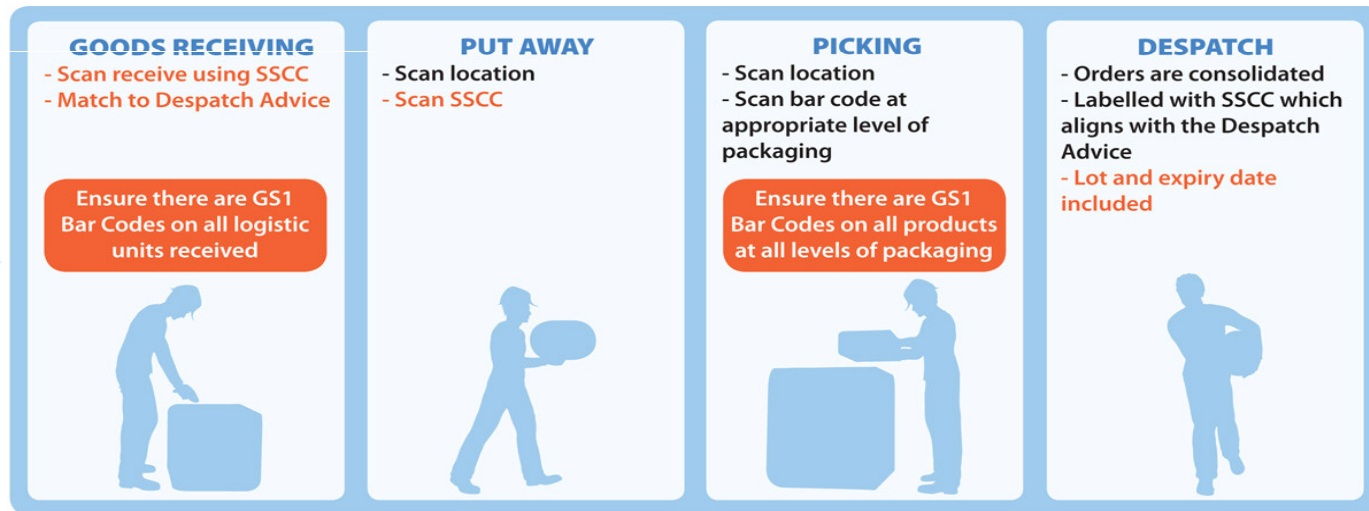 GOODS RECEIVING
- Scan receive using SSCC
- Match to Despatch Advice
Ensure there are GS1
Bar Codes on all logistic
units received
PUT AWAY
- Scan location
- Scan SSCC
PICKING
- Scan location
- Scan bar code at
appropriate level of
packaging
Ensure there are GS1
Bar Codes on all products
at all levels of packaging
DESPATCH
- Orders are consolidated
- Labelled with SSCC which
aligns with the Despatch
Advice
- Lot and expiry date
included